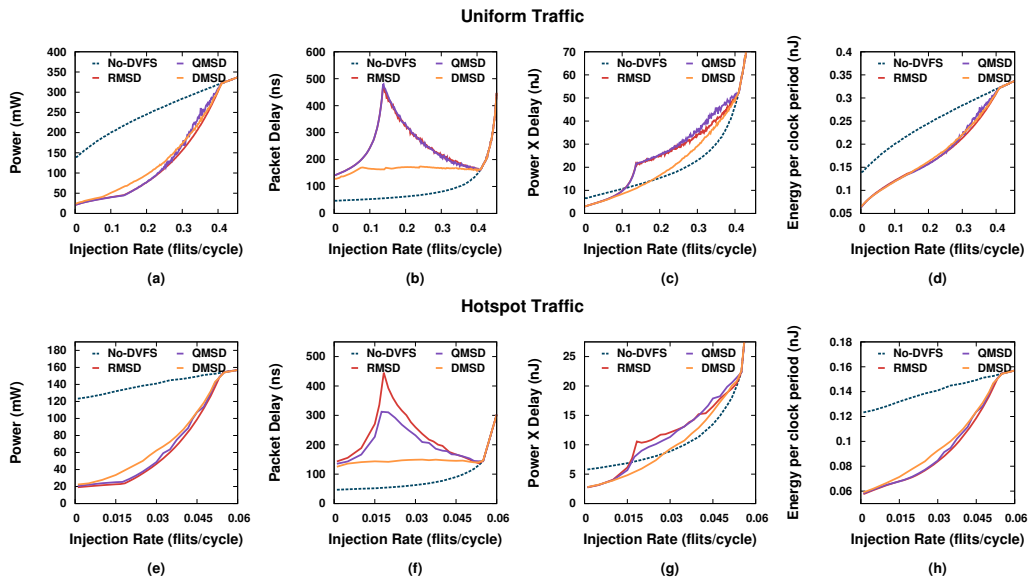 Uniform Traffic
Power (mW)
400
350
300
250
200
150
100
50
0
No-DVFS
RMSD
QMSD
DMSD
0 0.1 0.2 0.3 0.4
Injection Rate (flits/cycle)
(a)
Packet Delay (ns)
600
500
400
300
200
100
0
No-DVFS
RMSD
QMSD
DMSD
0 0.1 0.2 0.3 0.4
Injection Rate (flits/cycle)
(b)
Power X Delay (nJ)
70
60
50
40
30
20
10
0
No-DVFS
RMSD
QMSD
DMSD
0 0.1 0.2 0.3 0.4
Injection Rate (flits/cycle)
(c)
Energy per clock period (nJ)
0.4
0.35
0.3
0.25
0.2
0.15
0.1
0.05
No-DVFS
RMSD
QMSD
DMSD
0 0.1 0.2 0.3 0.4
Injection Rate (flits/cycle)
(d)
Hotspot Traffic
Power (mW)
180
160
140
120
100
80
60
40
20
0
No-DVFS
RMSD
QMSD
DMSD
0 0.015 0.03 0.045 0.06
Injection Rate (flits/cycle)
(e)
Packet Delay (ns)
500
400
300
200
100
0
No-DVFS
RMSD
QMSD
DMSD
0 0.015 0.03 0.045 0.06
Injection Rate (flits/cycle)
(f)
Power X Delay (nJ)
25
20
15
10
5
0
No-DVFS
RMSD
QMSD
DMSD
0 0.015 0.03 0.045 0.06
Injection Rate (flits/cycle)
(g)
Energy per clock period (nJ)
0.18
0.16
0.14
0.12
0.1
0.08
0.06
No-DVFS
RMSD
QMSD
DMSD
0 0.015 0.03 0.045 0.06
Injection Rate (flits/cycle)
(h)